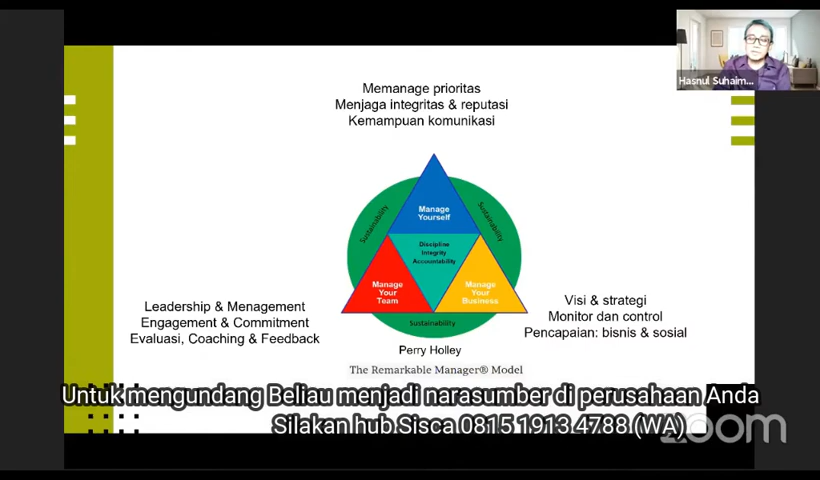 Hasnul Suhaim...
Memanage prioritas
Menjaga integritas & reputasi
Kemampuan komunikasi
Sustainability
Sustainability
Manage
Yourself
Discipline
Integrity
Accountability
Manage
Your
Team
Manage
Your
Business
Sustainability
Leadership & Menagement
Engagement & Commitment
Evaluasi, Coaching & Feedback
Visi & strategi
Monitor dan control
Pencapaian: bisnis & sosial
Perry Holley
The Remarkable Manager® Model
Untuk mengundang Beliau menjadi narasumber di perusahaan Anda
Silakan hub Sisca 0815 1913 4788 (WA)
zoom